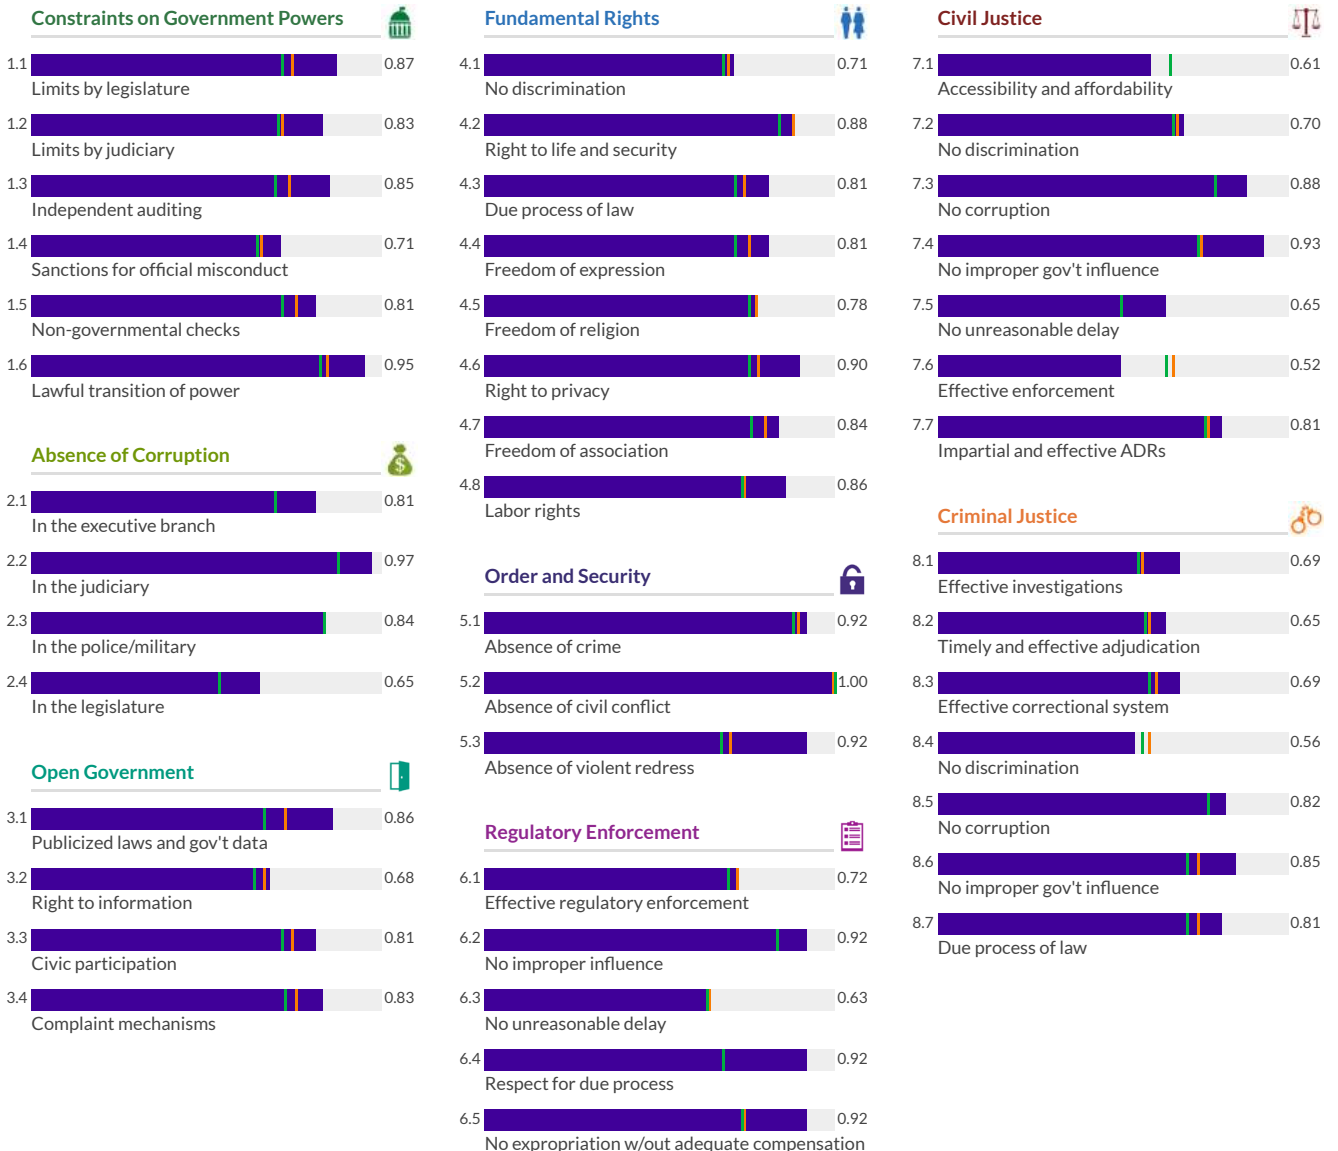 Constraints on Government Powers
1.1 0.87
Limits by legislature
1.2 0.83
Limits by judiciary
1.3 0.85
Independent auditing
1.4 0.71
Sanctions for official misconduct
1.5 0.81
Non-governmental checks
1.6 0.95
Lawful transition of power
Absence of Corruption
$
2.1 0.81
In the executive branch
2.2 0.97
In the judiciary
2.3 0.84
In the police/military
2.4 0.65
In the legislature
Open Government
3.1 0.86
Publicized laws and gov't data
3.2 0.68
Right to information
3.3 0.81
Civic participation
3.4 0.83
Complaint mechanisms
Fundamental Rights
4.1 0.71
No discrimination
4.2 0.88
Right to life and security
4.3 0.81
Due process of law
4.4 0.81
Freedom of expression
4.5 0.78
Freedom of religion
4.6 0.90
Right to privacy
4.7 0.84
Freedom of association
4.8 0.86
Labor rights
Order and Security
5.1 0.92
Absence of crime
5.2 1.00
Absence of civil conflict
5.3 0.92
Absence of violent redress
Regulatory Enforcement
6.1 0.72
Effective regulatory enforcement
6.2 0.92
No improper influence
6.3 0.63
No unreasonable delay
6.4 0.92
Respect for due process
6.5 0.92
No expropriation w/out adequate compensation
Civil Justice
7.1 0.61
Accessibility and affordability
7.2 0.70
No discrimination
7.3 0.88
No corruption
7.4 0.93
No improper gov't influence
7.5 0.65
No unreasonable delay
7.6 0.52
Effective enforcement
7.7 0.81
Impartial and effective ADRs
Criminal Justice
8.1 0.69
Effective investigations
8.2 0.65
Timely and effective adjudication
8.3 0.69
Effective correctional system
8.4 0.56
No discrimination
8.5 0.82
No corruption
8.6 0.85
No improper gov't influence
8.7 0.81
Due process of law